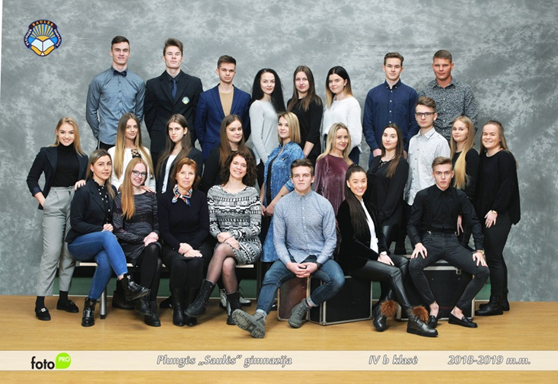 foto PRO Plungės „Saulės” gimnazija IV b klasė 2018-2019 m.m.